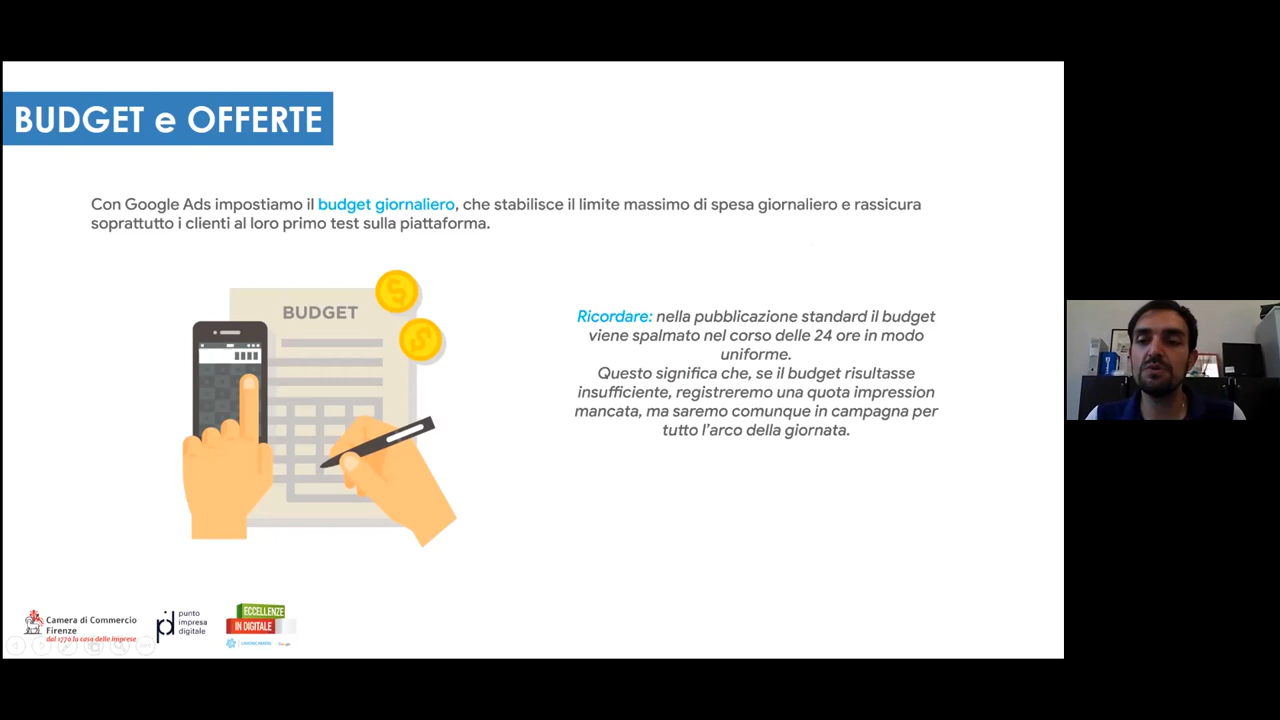 BUDGET e OFFERTE
Con Google Ads impostiamo il budget giornaliero, che stabilisce il limite massimo di spesa giornaliero e rassicura
soprattutto i clienti al loro primo test sulla piattaforma.
BUDGET
Ricordare: nella pubblicazione standard il budget
viene spalmato nel corso delle 24 ore in modo
uniforme.
Questo significa che, se il budget risultasse
insufficiente, registreremo una quota impression
mancata, ma saremo comunque in campagna per
tutto l'arco della giornata.
Camera di Commercio
Firenze
dal 1770 la casa delle imprese
pid
punto
impresa
digitale
ECCELLENZE
IN DIGITALE
UNIONCAMERE
Google